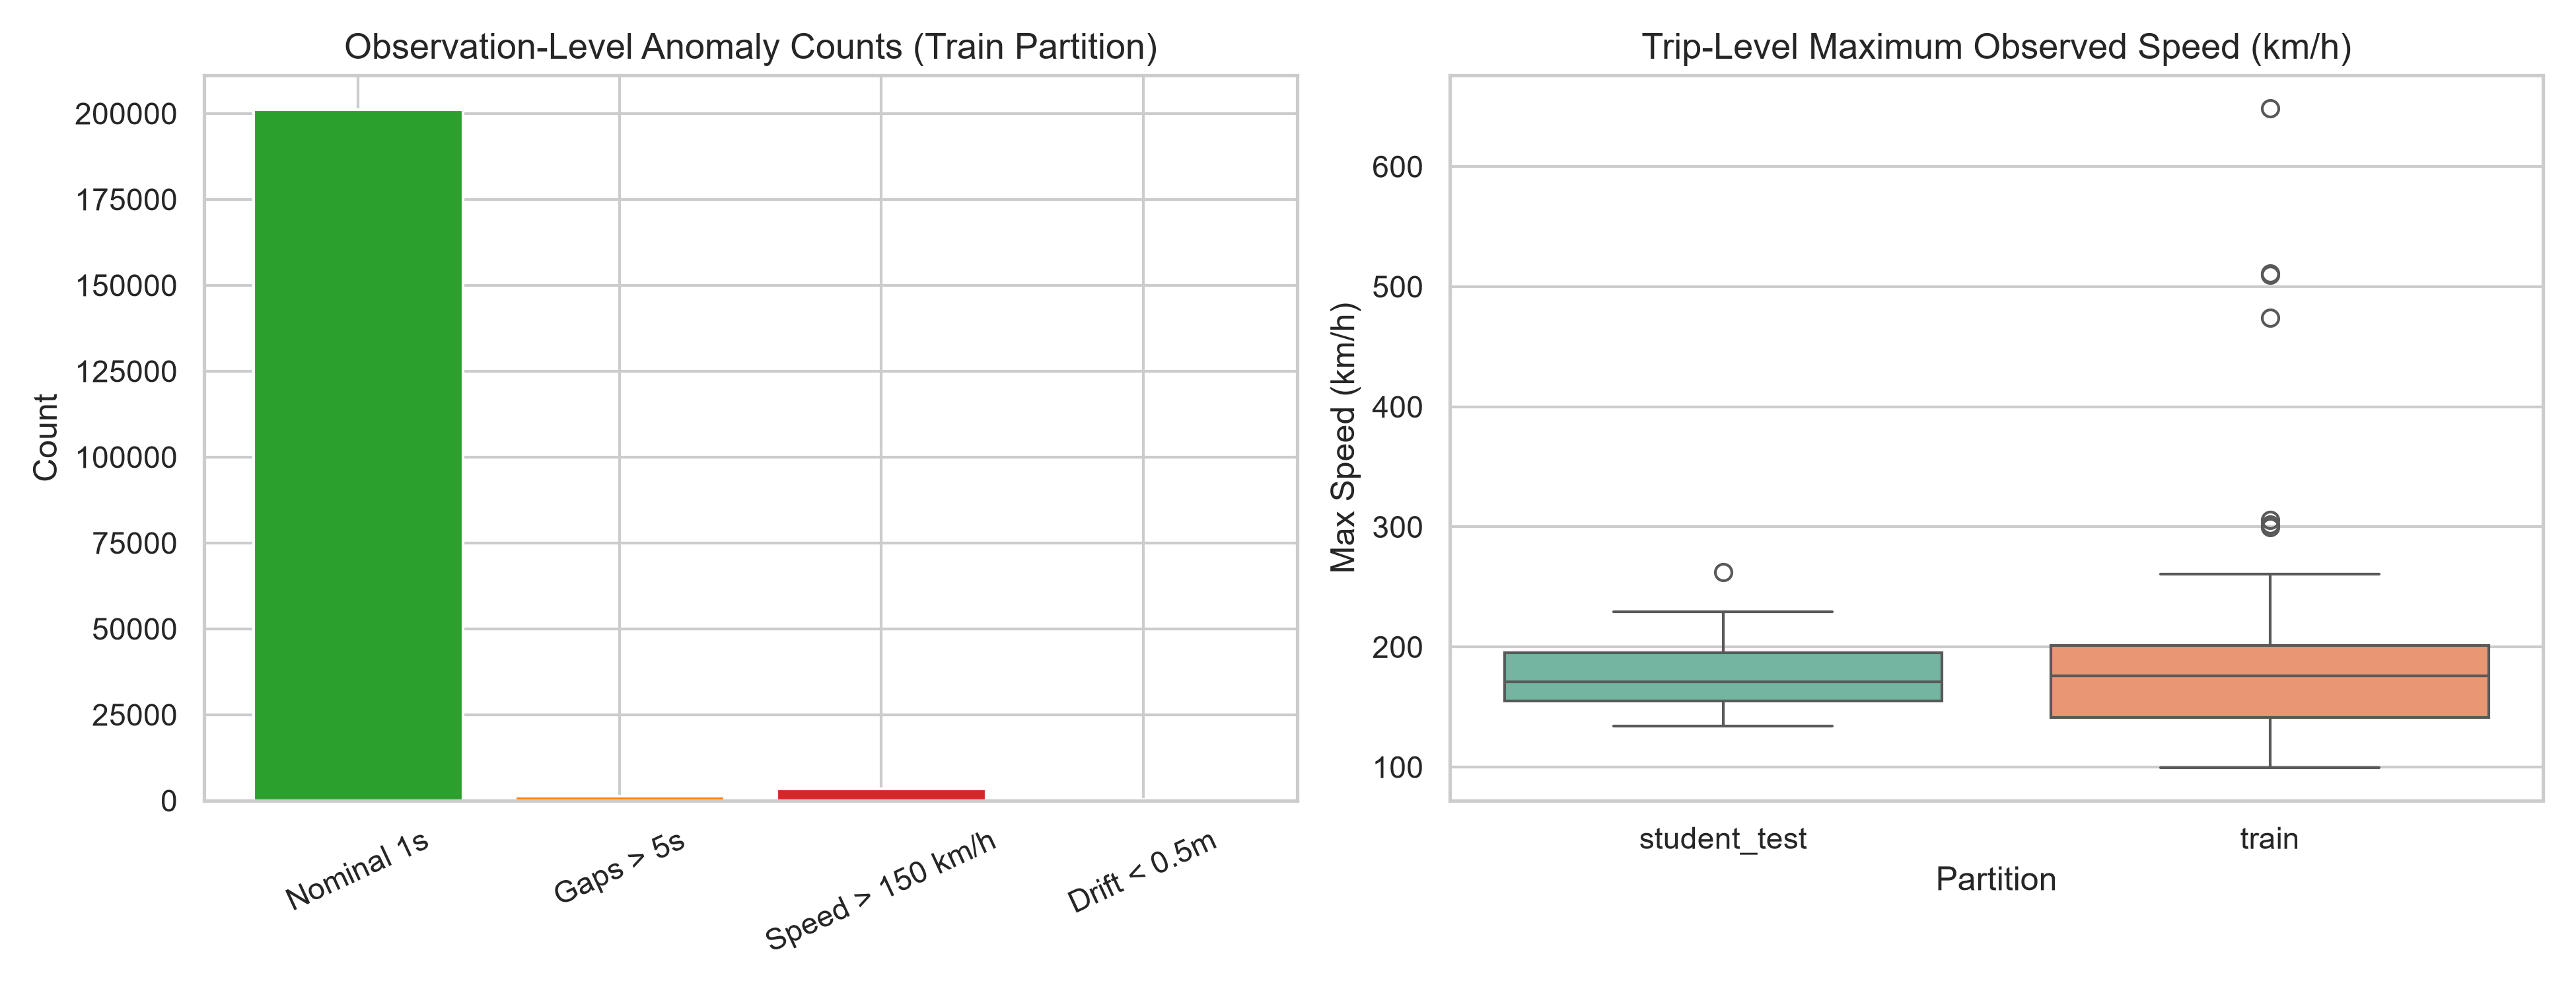 Observation-Level Anomaly Counts (Train Partition)
Count
200000
175000
150000
125000
100000
75000
50000
25000
0
Nominal 1s
Gaps > 5s
Speed > 150 km/h
Drift < 0.5m
Trip-Level Maximum Observed Speed (km/h)
Max Speed (km/h)
600
500
400
300
200
100
student_test
train
Partition